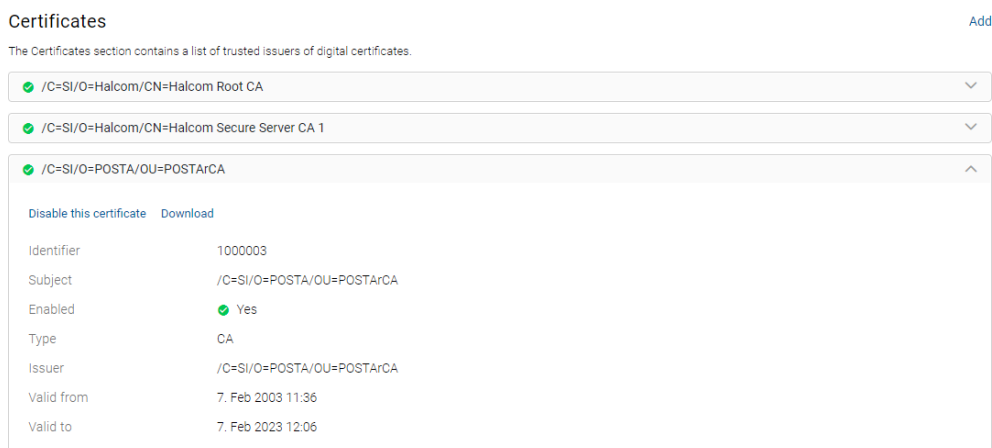 Certificates
Add
The Certificates section contains a list of trusted issuers of digital certificates.
/C=SI/O=Halcom/CN=Halcom Root CA
/C=SI/O=Halcom/CN=Halcom Secure Server CA 1
/C=SI/O=POSTA/OU=POSTArCA
Disable this certificate Download
Identifier 1000003
Subject /C=SI/O=POSTA/OU=POSTArCA
Enabled Yes
Type CA
Issuer /C=SI/O=POSTA/OU=POSTArCA
Valid from 7. Feb 2003 11:36
Valid to 7. Feb 2023 12:06